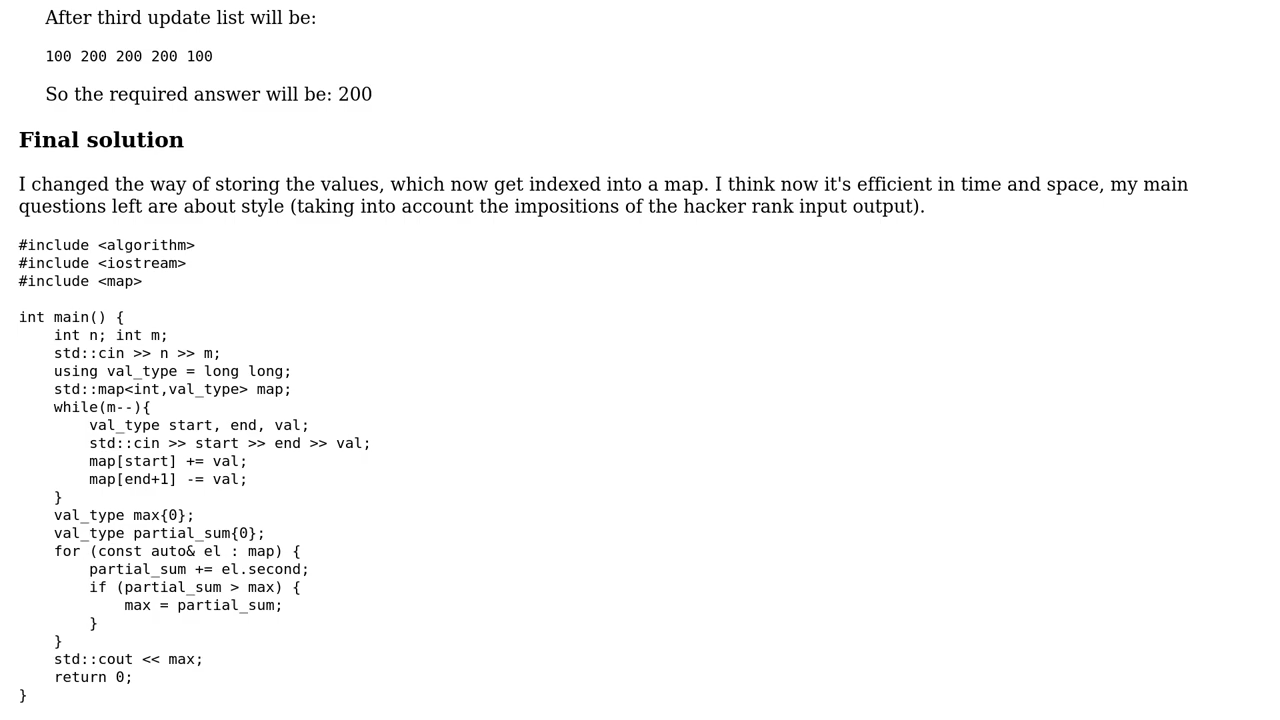 After third update list will be:
100 200 200 200 100
So the required answer will be: 200
Final solution
I changed the way of storing the values, which now get indexed into a map. I think now it's efficient in time and space, my main
questions left are about style (taking into account the impositions of the hacker rank input output).
#include <algorithm>
#include <iostream>
#include <map>
int main() {
    int n; int m;
    std::cin >> n >> m;
    using val_type = long long;
    std::map<int,val_type> map;
    while(m--){
        val_type start, end, val;
        std::cin >> start >> end >> val;
        map[start] += val;
        map[end+1] -= val;
    }
    val_type max{0};
    val_type partial_sum{0};
    for (const auto& el : map) {
        partial_sum += el.second;
        if (partial_sum > max) {
            max = partial_sum;
        }
    }
    std::cout << max;
    return 0;
}